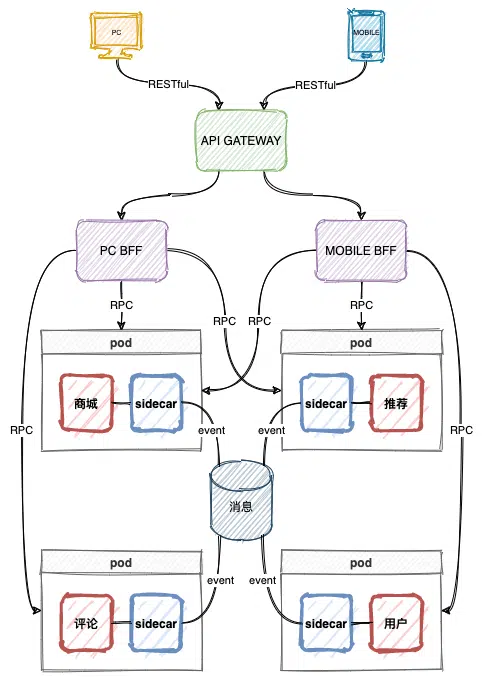 PC
MOBILE
RESTful
RESTful
API GATEWAY
PC BFF
MOBILE BFF
RPC
RPC
RPC
RPC
pod
pod
商城
sidecar
sidecar
推荐
RPC
event
event
RPC
消息
pod
event
event
pod
评论
sidecar
sidecar
用户